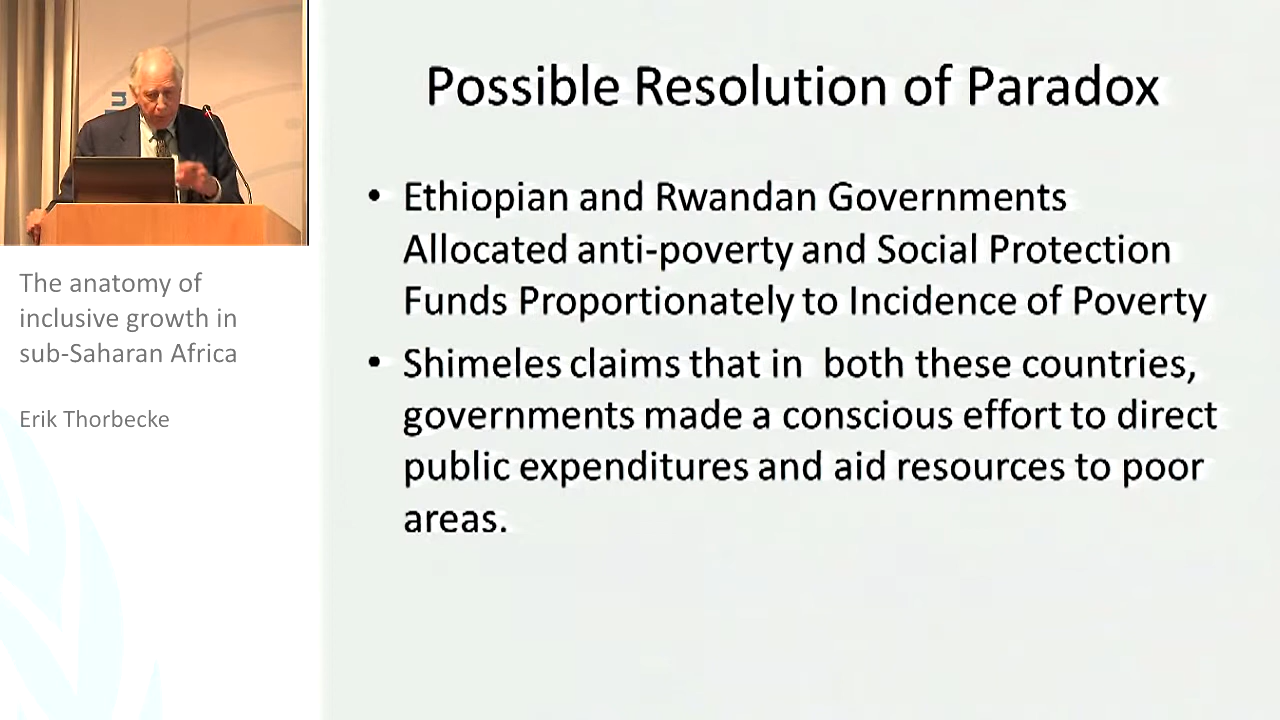 Possible Resolution of Paradox
• Ethiopian and Rwandan Governments
Allocated anti-poverty and Social Protection
Funds Proportionately to Incidence of Poverty
• Shimeles claims that in both these countries,
governments made a conscious effort to direct
public expenditures and aid resources to poor
areas.
The anatomy of
inclusive growth in
sub-Saharan Africa
Erik Thorbecke